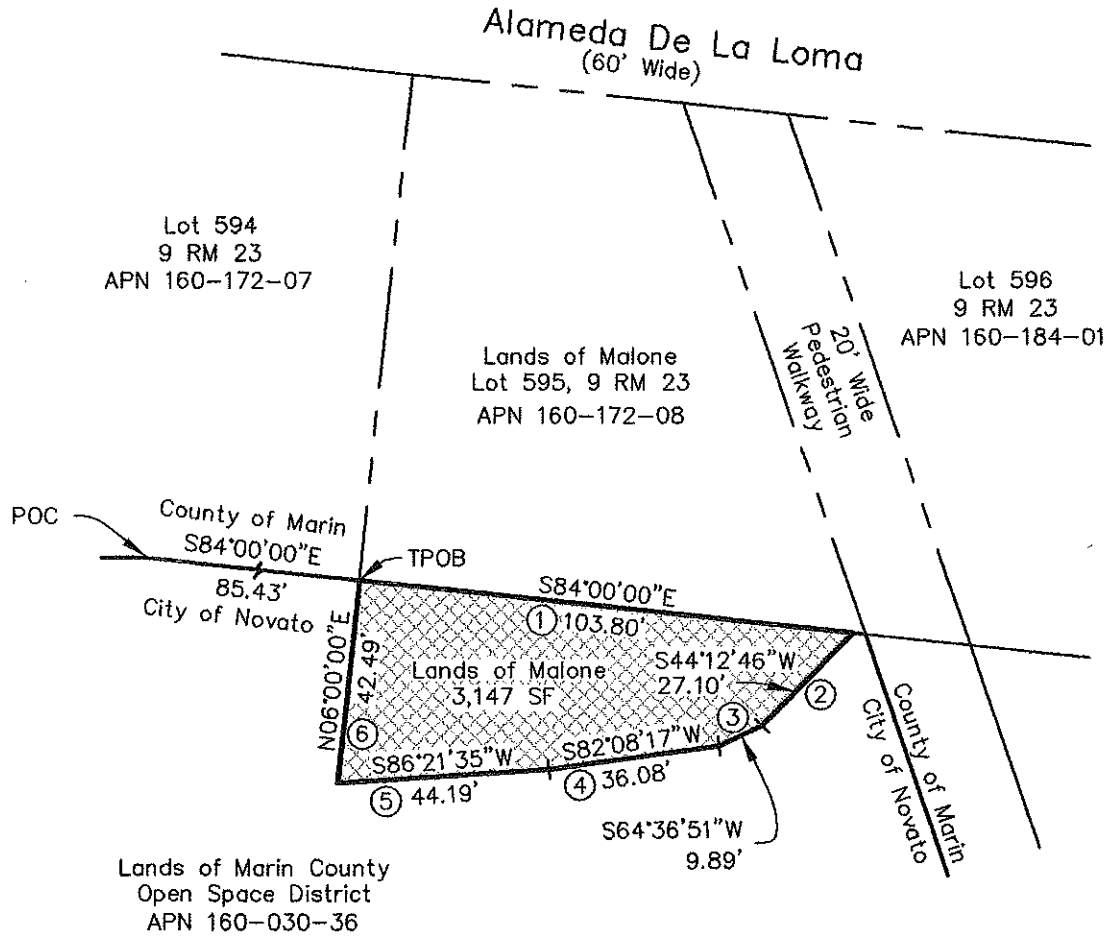 Alameda De La Loma
(60' Wide)
Lot 594
9 RM 23
APN 160-172-07
Lot 596
9 RM 23
APN 160-184-01
Lands of Malone
Lot 595, 9 RM 23
APN 160-172-08
20' Wide
Pedestrian
Walkway
POC
County of Marin
S84°00'00"E
85.43'
City of Novato
TPOB
S84°00'00"E
① 103.80'
N06°00'00"E
42.49'
⑥
Lands of Malone
3,147 SF
S44°12'46"W
27.10'
②
③
S82°08'17"W
④ 36.08'
S86°21'35"W
⑤ 44.19'
S64°36'51"W
9.89'
County of Marin
City of Novato
Lands of Marin County
Open Space District
APN 160-030-36